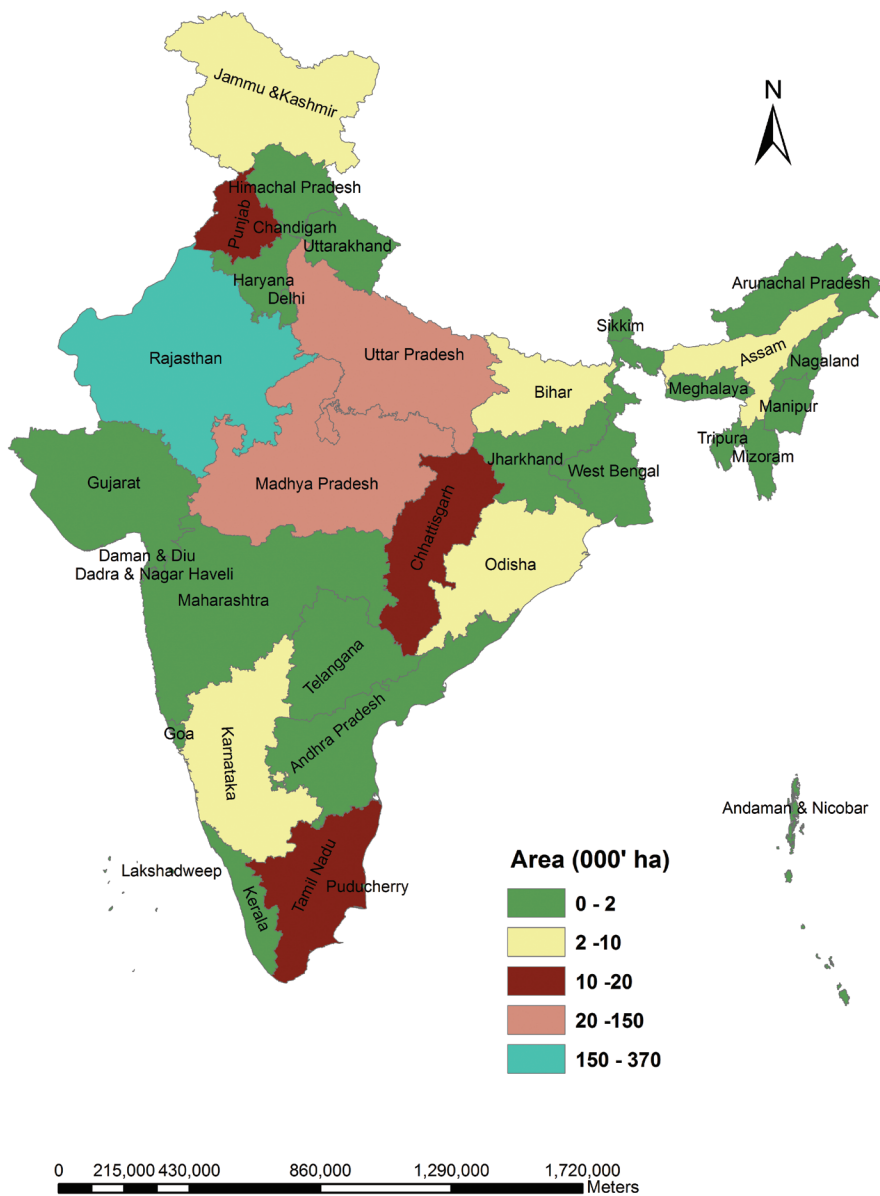 Jammu &Kashmir
N
Himachal Pradesh
Punjab
Chandigarh
Uttarakhand
Haryana
Delhi
Arunachal Pradesh
Sikkim
Rajasthan
Uttar Pradesh
Assam
Nagaland
Bihar
Meghalaya
Manipur
Tripura
Mizoram
Jharkhand
West Bengal
Gujarat
Madhya Pradesh
Chhattisgarh
Daman & Diu
Dadra & Nagar Haveli
Odisha
Maharashtra
Telangana
Goa
Karnataka
Andhra Pradesh
Andaman & Nicobar
Lakshadweep
Kerala
Tamil Nadu
Puducherry
Area (000' ha)
0 - 2
2 -10
10 -20
20 -150
150 - 370
0 215,000 430,000 860,000 1,290,000 1,720,000
Meters